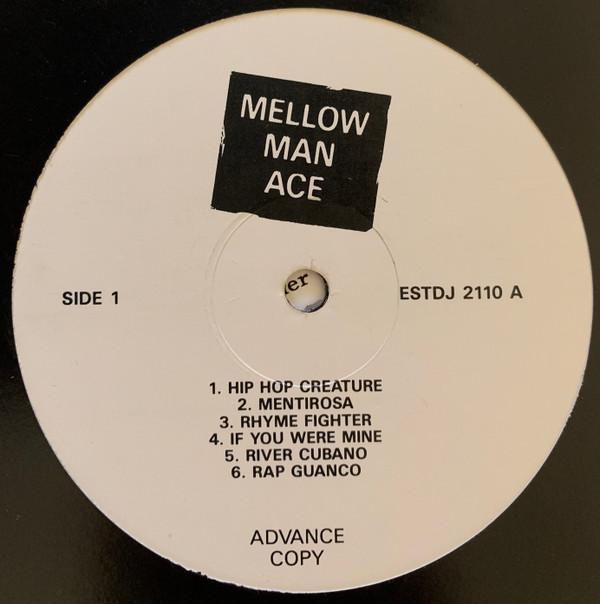 MELLOW
MAN
ACE
er
SIDE 1
ESTDJ 2110 A
1. HIP HOP CREATURE
2. MENTIROSA
3. RHYME FIGHTER
4. IF YOU WERE MINE
5. RIVER CUBANO
6. RAP GUANCO
ADVANCE
COPY